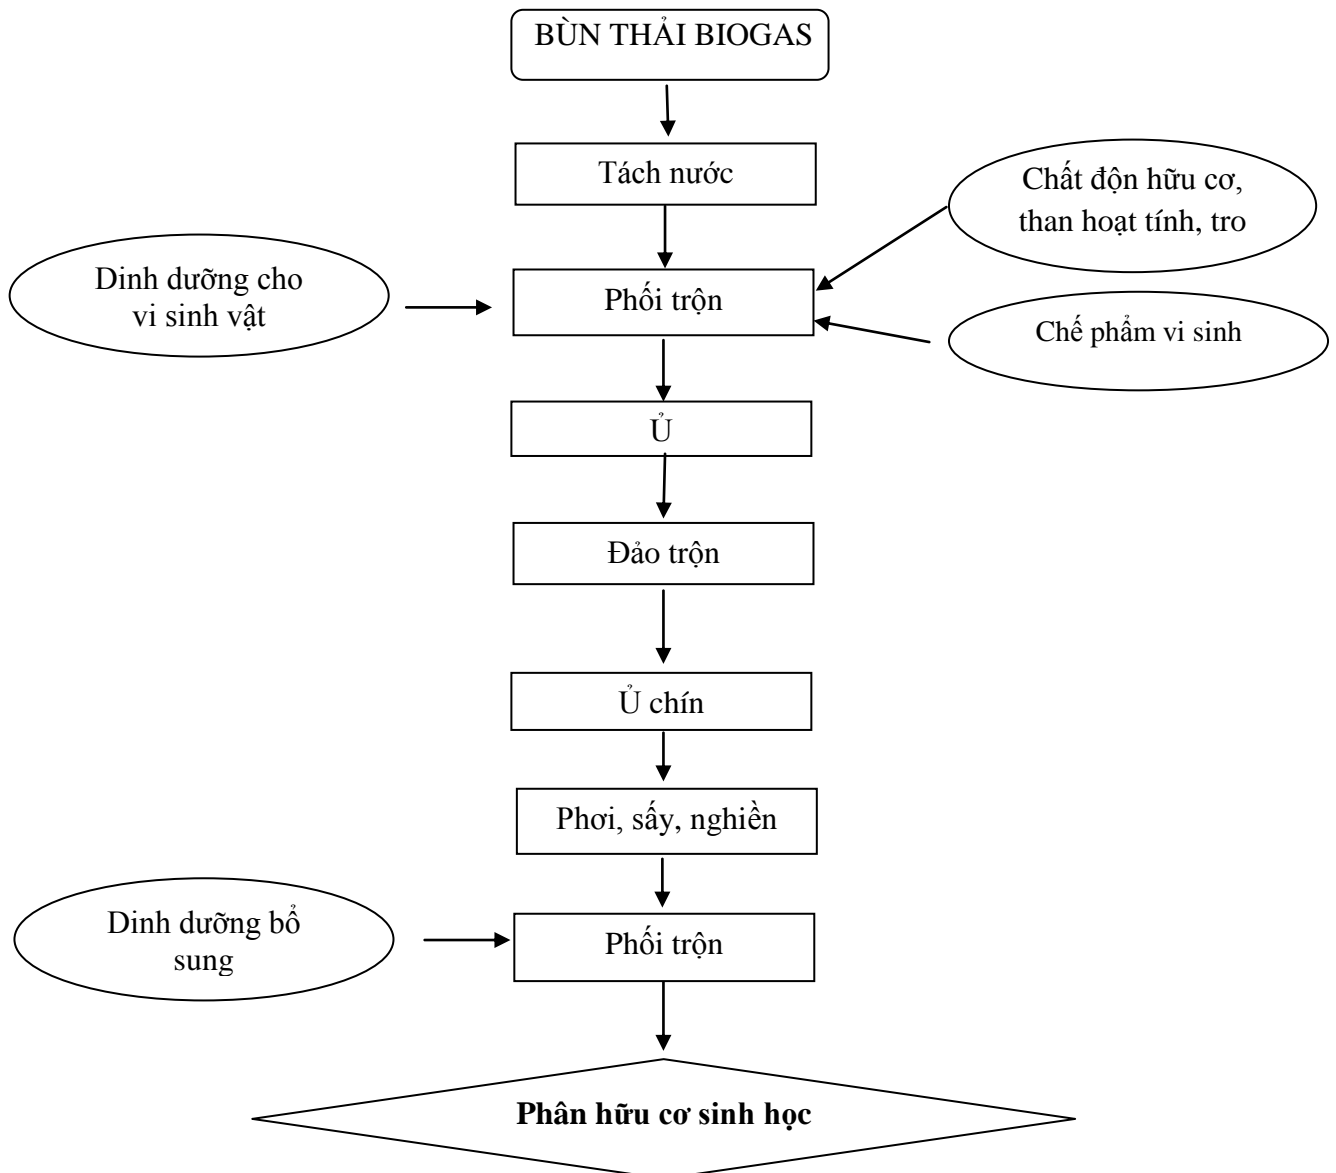 BÙN THẢI BIOGAS
Tách nước
Chất độn hữu cơ,
than hoạt tính, tro
Dinh dưỡng cho
vi sinh vật
Phối trộn
Chế phẩm vi sinh
Ủ
Đảo trộn
Ủ chín
Phơi, sấy, nghiền
Dinh dưỡng bổ
sung
Phối trộn
Phân hữu cơ sinh học